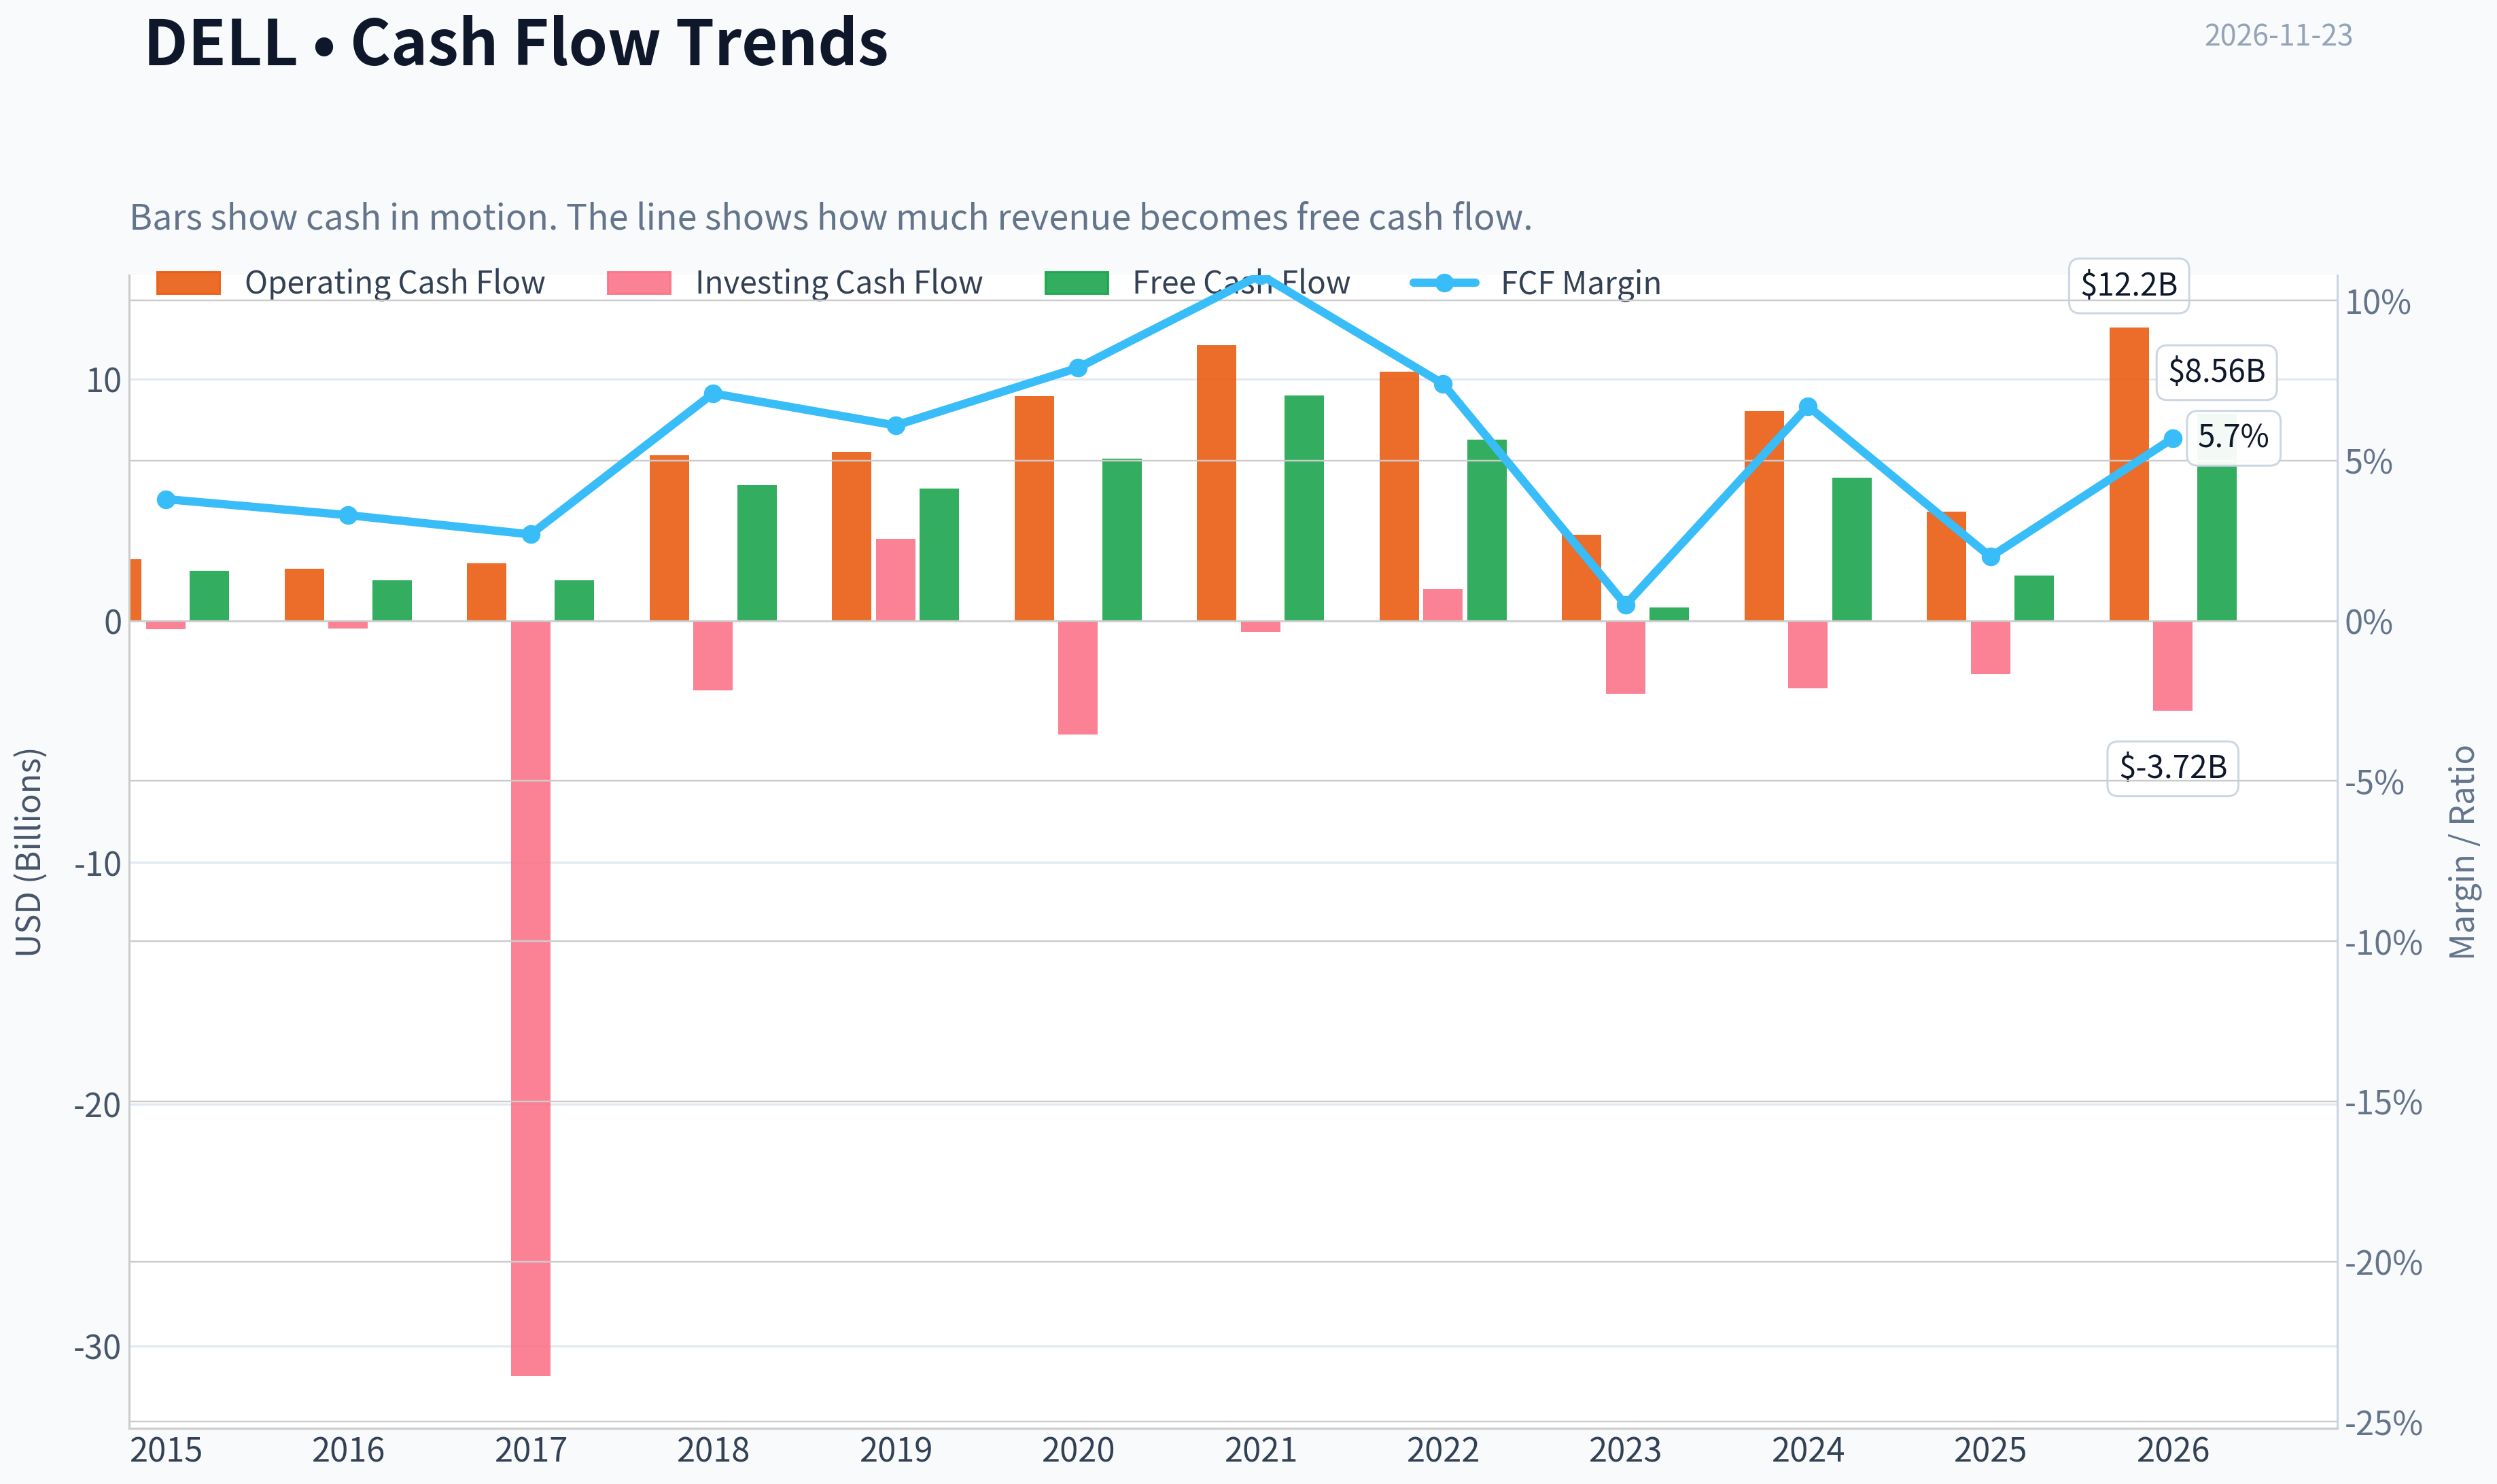 DELL • Cash Flow Trends
2026-11-23
Bars show cash in motion. The line shows how much revenue becomes free cash flow.
Operating Cash Flow
Investing Cash Flow
Free Cash Flow
FCF Margin
$12.2B
$8.56B
5.7%
$-3.72B
USD (Billions)
10
0
-10
-20
-30
10%
5%
0%
-5%
-10%
-15%
-20%
-25%
Margin / Ratio
2015 2016 2017 2018 2019 2020 2021 2022 2023 2024 2025 2026